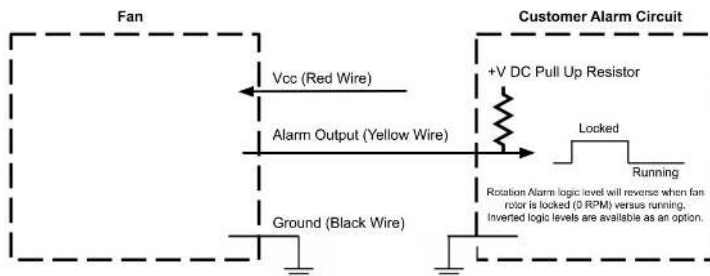 Fan
Customer Alarm Circuit
Vcc (Red Wire)
+V DC Pull Up Resistor
Alarm Output (Yellow Wire)
Locked
Running
Rotation Alarm logic level will reverse when fan
rotor is locked (0 RPM) versus running.
Inverted logic levels are available as an option.
Ground (Black Wire)